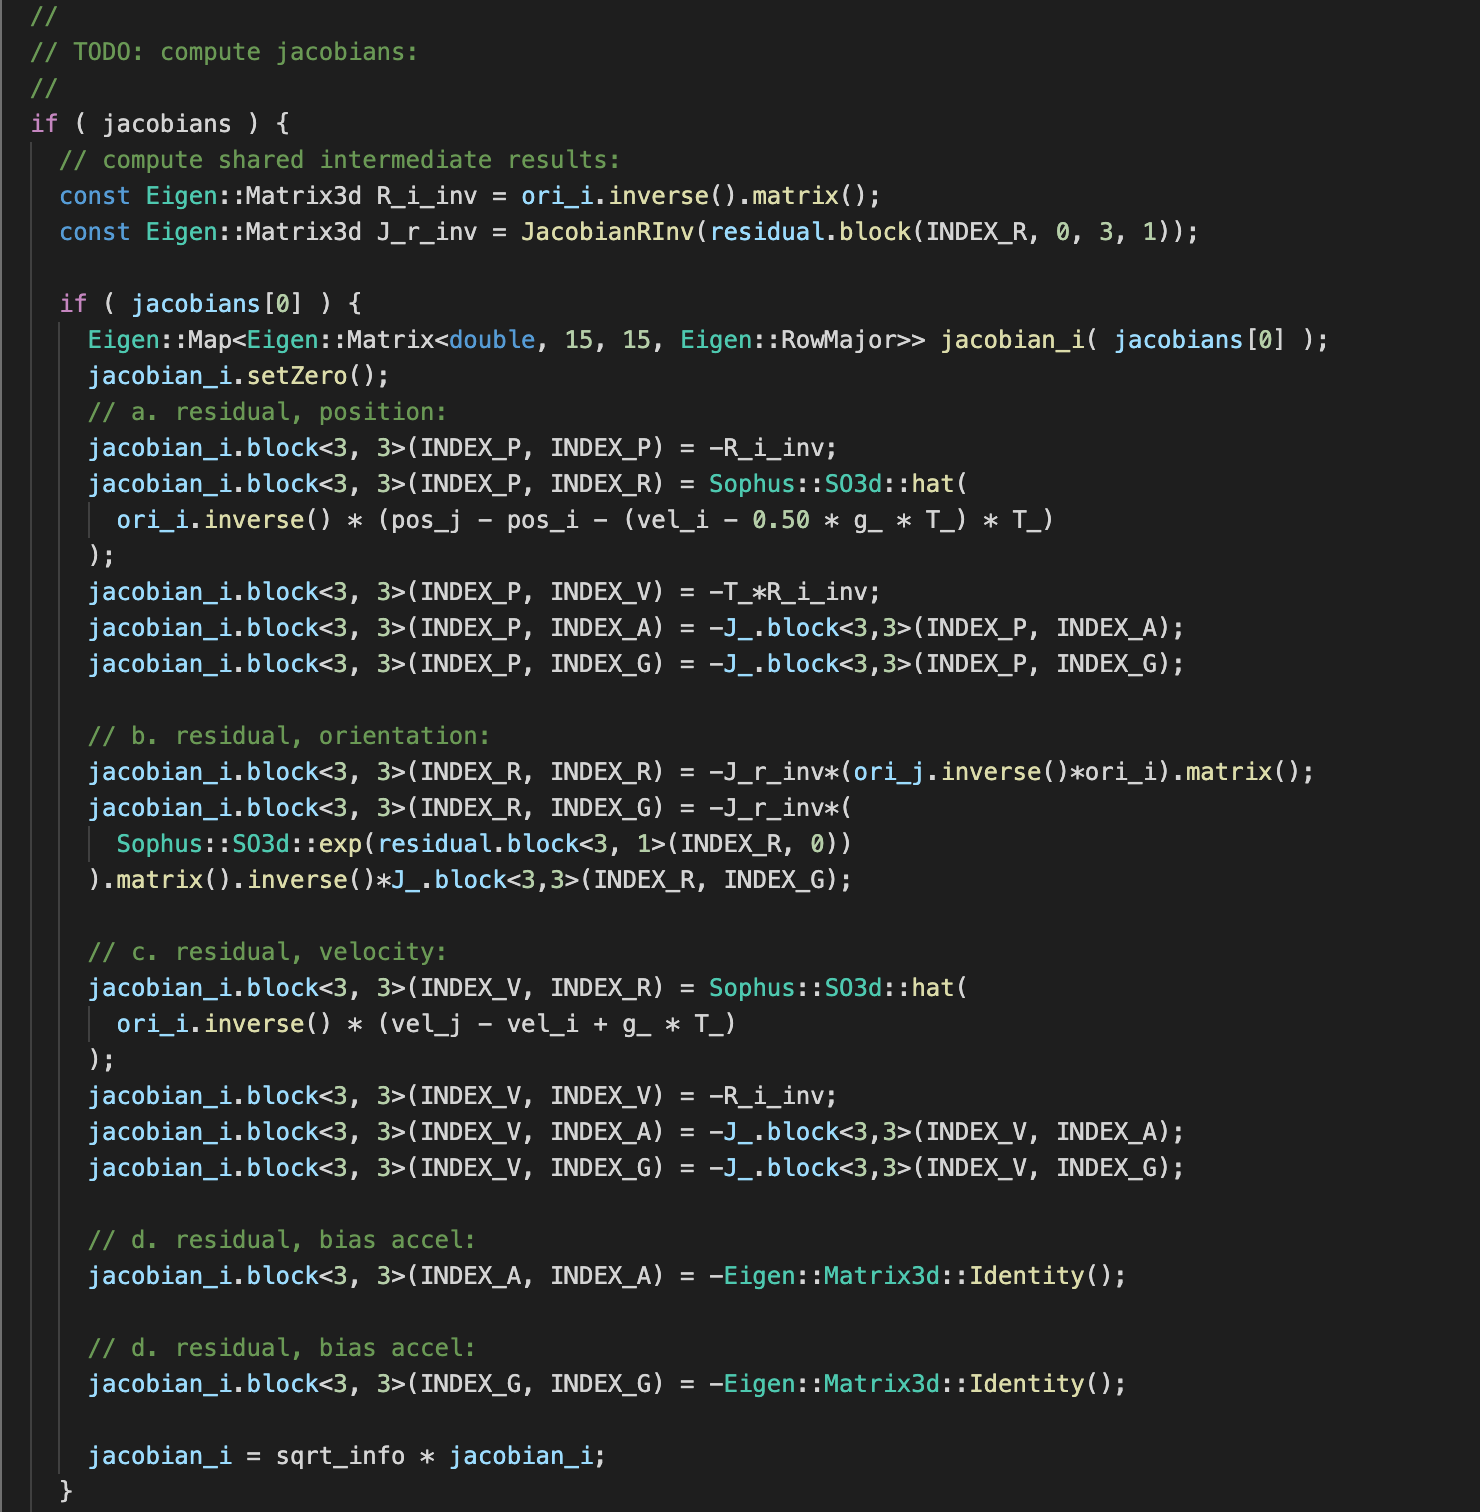 //
// TODO: compute jacobians:
//
if ( jacobians ) {
// compute shared intermediate results:
const Eigen::Matrix3d R_i_inv = ori_i.inverse().matrix();
const Eigen::Matrix3d J_r_inv = JacobianRInv(residual.block(INDEX_R, 0, 3, 1));
if ( jacobians[0] ) {
Eigen::Map<Eigen::Matrix<double, 15, 15, Eigen::RowMajor>> jacobian_i( jacobians[0] );
jacobian_i.setZero();
// a. residual, position:
jacobian_i.block<3, 3>(INDEX_P, INDEX_P) = -R_i_inv;
jacobian_i.block<3, 3>(INDEX_P, INDEX_R) = Sophus::SO3d::hat(
ori_i.inverse() * (pos_j - pos_i - (vel_i - 0.50 * g_ * T_) * T_)
);
jacobian_i.block<3, 3>(INDEX_P, INDEX_V) = -T_*R_i_inv;
jacobian_i.block<3, 3>(INDEX_P, INDEX_A) = -J_.block<3,3>(INDEX_P, INDEX_A);
jacobian_i.block<3, 3>(INDEX_P, INDEX_G) = -J_.block<3,3>(INDEX_P, INDEX_G);
// b. residual, orientation:
jacobian_i.block<3, 3>(INDEX_R, INDEX_R) = -J_r_inv*(ori_j.inverse()*ori_i).matrix();
jacobian_i.block<3, 3>(INDEX_R, INDEX_G) = -J_r_inv*(
Sophus::SO3d::exp(residual.block<3, 1>(INDEX_R, 0))
).matrix().inverse()*J_.block<3,3>(INDEX_R, INDEX_G);
// c. residual, velocity:
jacobian_i.block<3, 3>(INDEX_V, INDEX_R) = Sophus::SO3d::hat(
ori_i.inverse() * (vel_j - vel_i + g_ * T_)
);
jacobian_i.block<3, 3>(INDEX_V, INDEX_V) = -R_i_inv;
jacobian_i.block<3, 3>(INDEX_V, INDEX_A) = -J_.block<3,3>(INDEX_V, INDEX_A);
jacobian_i.block<3, 3>(INDEX_V, INDEX_G) = -J_.block<3,3>(INDEX_V, INDEX_G);
// d. residual, bias accel:
jacobian_i.block<3, 3>(INDEX_A, INDEX_A) = -Eigen::Matrix3d::Identity();
// d. residual, bias accel:
jacobian_i.block<3, 3>(INDEX_G, INDEX_G) = -Eigen::Matrix3d::Identity();
jacobian_i = sqrt_info * jacobian_i;
}